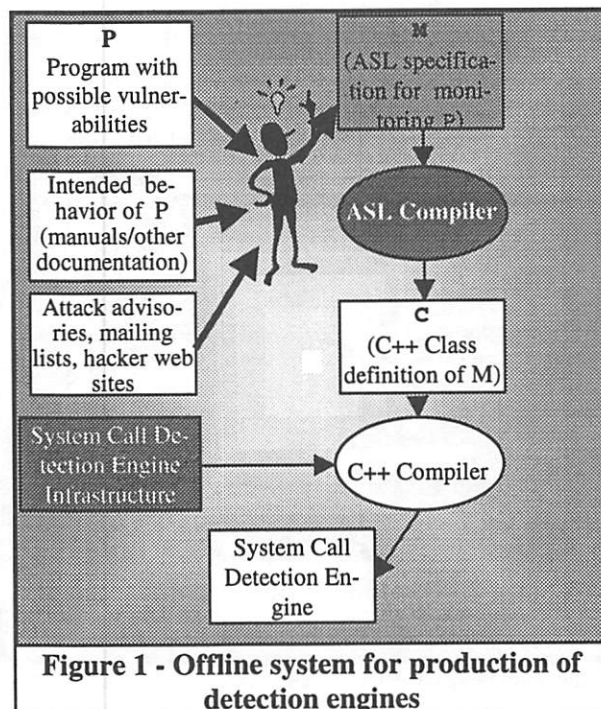 P
Program with
possible vulner-
abilities
M
(ASL specifica-
tion for moni-
toring P)
Intended be-
havior of P
(manuals/other
documentation)
ASL Compiler
Attack adviso-
ries, mailing
lists, hacker web
sites
C
(C++ Class
definition of M)
System Call De-
tection Engine
Infrastructure
C++ Compiler
System Call
Detection En-
gine
Figure 1 - Offline system for production of
detection engines